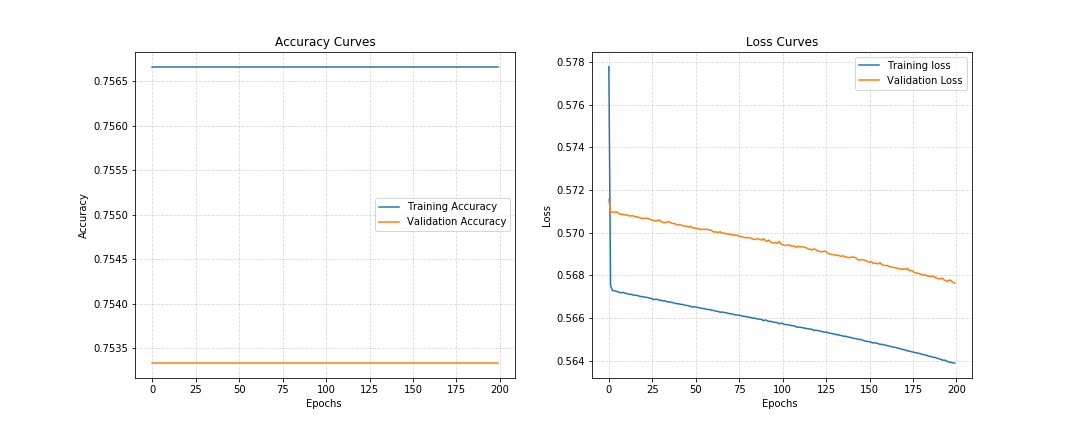 Accuracy Curves
0.7565
0.7560
0.7555
0.7550
0.7545
0.7540
0.7535
Accuracy
0 25 50 75 100 125 150 175 200
Epochs
Training Accuracy
Validation Accuracy
Loss Curves
0.578
0.576
0.574
0.572
0.570
0.568
0.566
0.564
Loss
0 25 50 75 100 125 150 175 200
Epochs
Training loss
Validation Loss